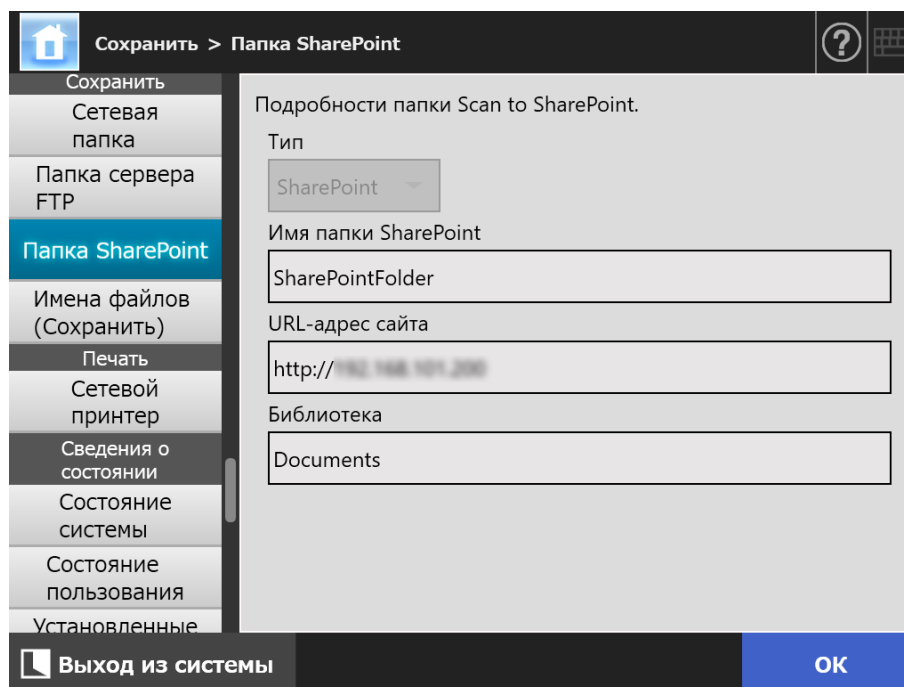 Сохранить > Папка SharePoint
?
Сохранить
Сетевая
папка
Папка сервера
FTP
Папка SharePoint
Имена файлов
(Сохранить)
Печать
Сетевой
принтер
Сведения о
состоянии
Состояние
системы
Состояние
пользования
Установленные
Подробности папки Scan to SharePoint.
Тип
SharePoint
Имя папки SharePoint
SharePointFolder
URL-адрес сайта
http://
Библиотека
Documents
Выход из системы
ОК